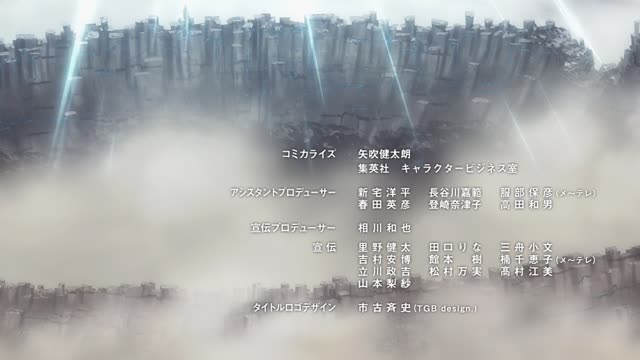 コミカライズ 矢吹健太朗
集英社 キャラクタービジネス室
アシスタントプロデューサー 新宅洋平 長谷川嘉範 服部保彦(メ〜テレ)
春田英彦 登崎奈津子 高田和男
宣伝プロデューサー 相川和也
宣伝 里野健太 田口りな 三舟小文
吉村安博 館本樹 楠千恵子(メ〜テレ)
立川政吉 松村万実 髙村江美
山本梨紗
タイトルロゴデザイン 市古斉史(TGB design.)